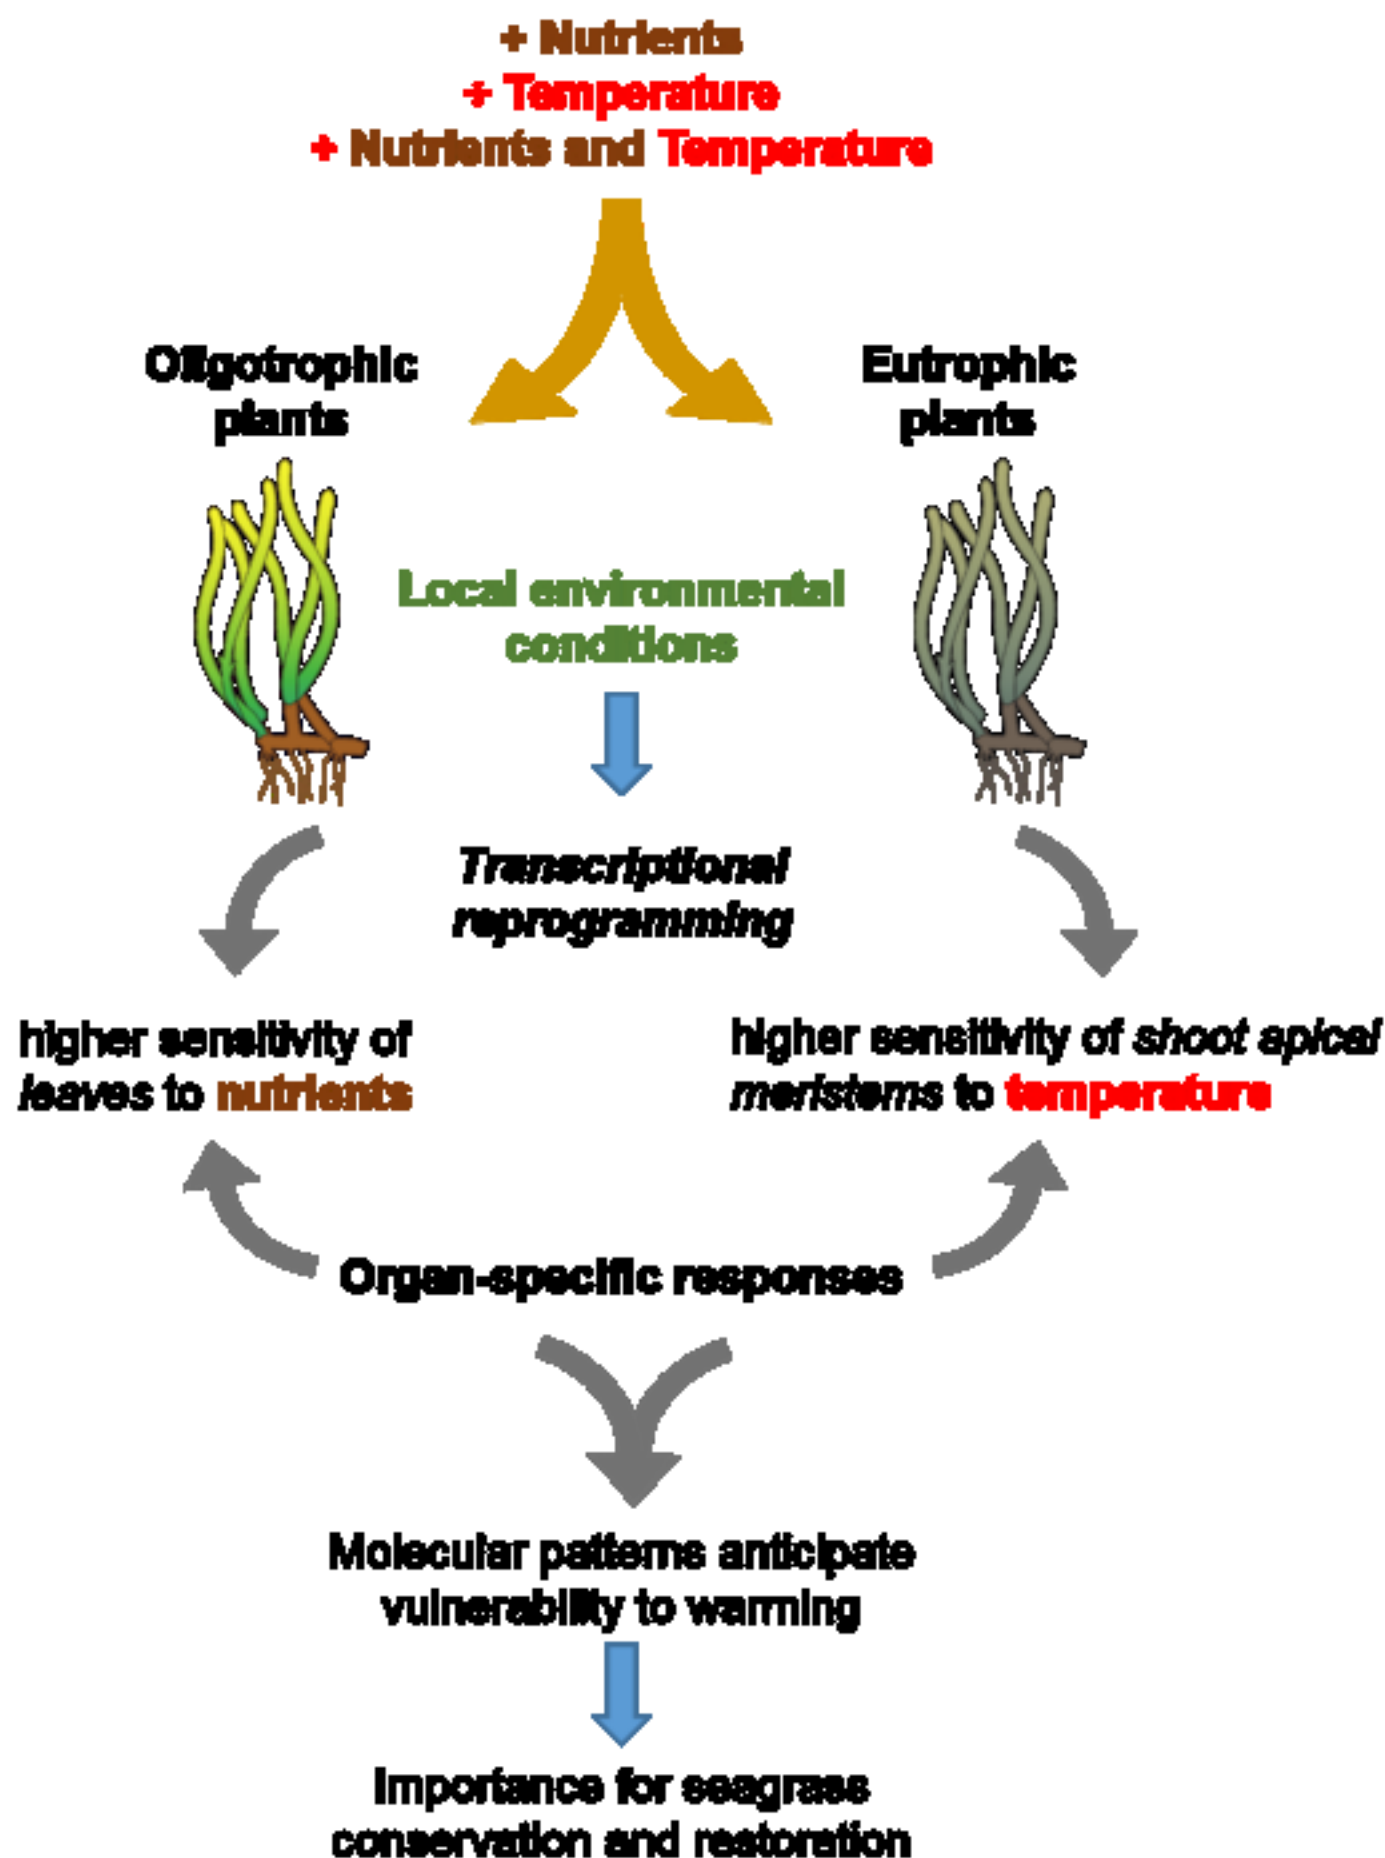 + Nutrients
+ Temperature
+ Nutrients and Temperature
Oligotrophic
plants
Eutrophic
plants
Local environmental
conditions
Transcriptional
reprogramming
higher sensitivity of
leaves to nutrients
higher sensitivity of shoot apical
meristems to temperature
Organ-specific responses
Molecular patterns anticipate
vulnerability to warming
Importance for seagrass
conservation and restoration